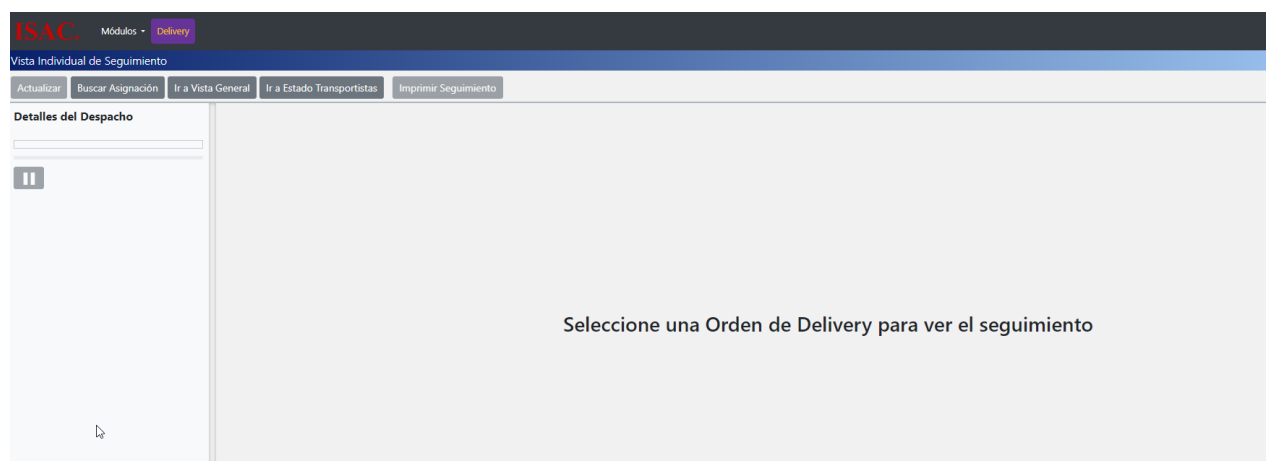 ISAC. Módulos Delivery
Vista Individual de Seguimiento
Actualizar Buscar Asignación Ir a Vista General Ir a Estado Transportistas Imprimir Seguimiento
Detalles del Despacho
Seleccione una Orden de Delivery para ver el seguimiento